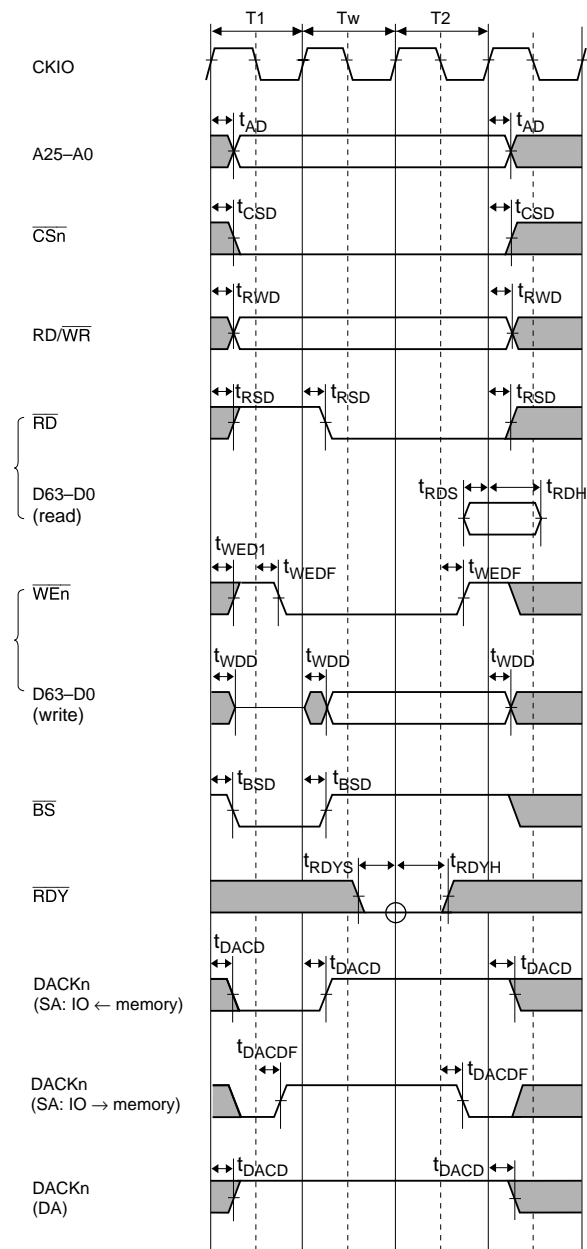 T1 Tw T2
CKIO
tAD tAD
A25–A0
tCSD tCSD
CSn
tRWD tRWD
RD/WR
tRSD tRSD tRSD
RD
tRDS tRDH
D63–D0
(read)
tWED1 tWEDF tWEDF
WEn
tWDD tWDD tWDD
D63–D0
(write)
tBSD tBSD
BS
tRDYS tRDYH
RDY
tDACD tDACD tDACD
DACKn
(SA: IO ← memory)
tDACDF tDACDF
DACKn
(SA: IO → memory)
tDACD tDACD
DACKn
(DA)